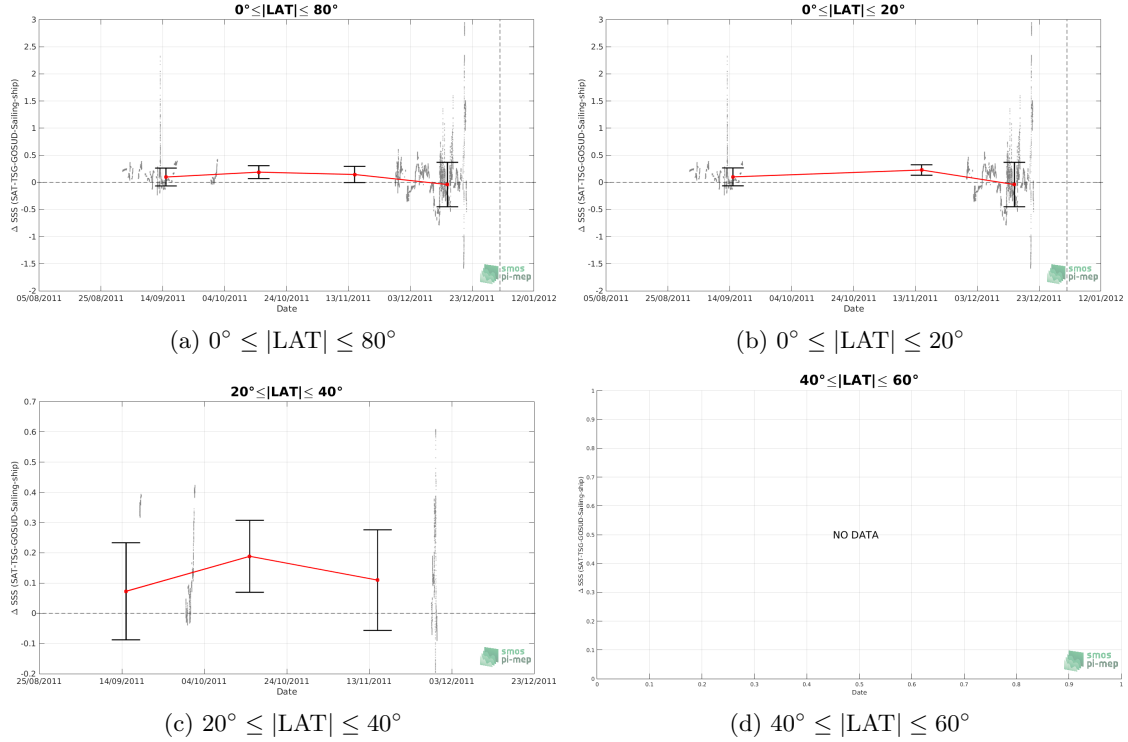 0°≤|LAT|≤ 80°
3
2.5
2
1.5
1
0.5
0
-0.5
-1
-1.5
-2
Δ SSS (SAT-TSG-GOSUD-Sailing-ship)
05/08/2011 25/08/2011 14/09/2011 04/10/2011 24/10/2011 13/11/2011 03/12/2011 23/12/2011 12/01/2012
Date
smos
pi-mep
(a) 0° ≤ |LAT| ≤ 80°
0°≤|LAT|≤ 20°
3
2.5
2
1.5
1
0.5
0
-0.5
-1
-1.5
-2
Δ SSS (SAT-TSG-GOSUD-Sailing-ship)
05/08/2011 25/08/2011 14/09/2011 04/10/2011 24/10/2011 13/11/2011 03/12/2011 23/12/2011 12/01/2012
Date
smos
pi-mep
(b) 0° ≤ |LAT| ≤ 20°
20°≤|LAT|≤ 40°
0.7
0.6
0.5
0.4
0.3
0.2
0.1
0
-0.1
-0.2
Δ SSS (SAT-TSG-GOSUD-Sailing-ship)
25/08/2011 14/09/2011 04/10/2011 24/10/2011 13/11/2011 03/12/2011 23/12/2011
Date
smos
pi-mep
(c) 20° ≤ |LAT| ≤ 40°
40°≤|LAT|≤ 60°
1
0.9
0.8
0.7
0.6
0.5
0.4
0.3
0.2
0.1
0
Δ SSS (SAT-TSG-GOSUD-Sailing-ship)
NO DATA
0 0.1 0.2 0.3 0.4 0.5 0.6 0.7 0.8 0.9 1
Date
smos
pi-mep
(d) 40° ≤ |LAT| ≤ 60°